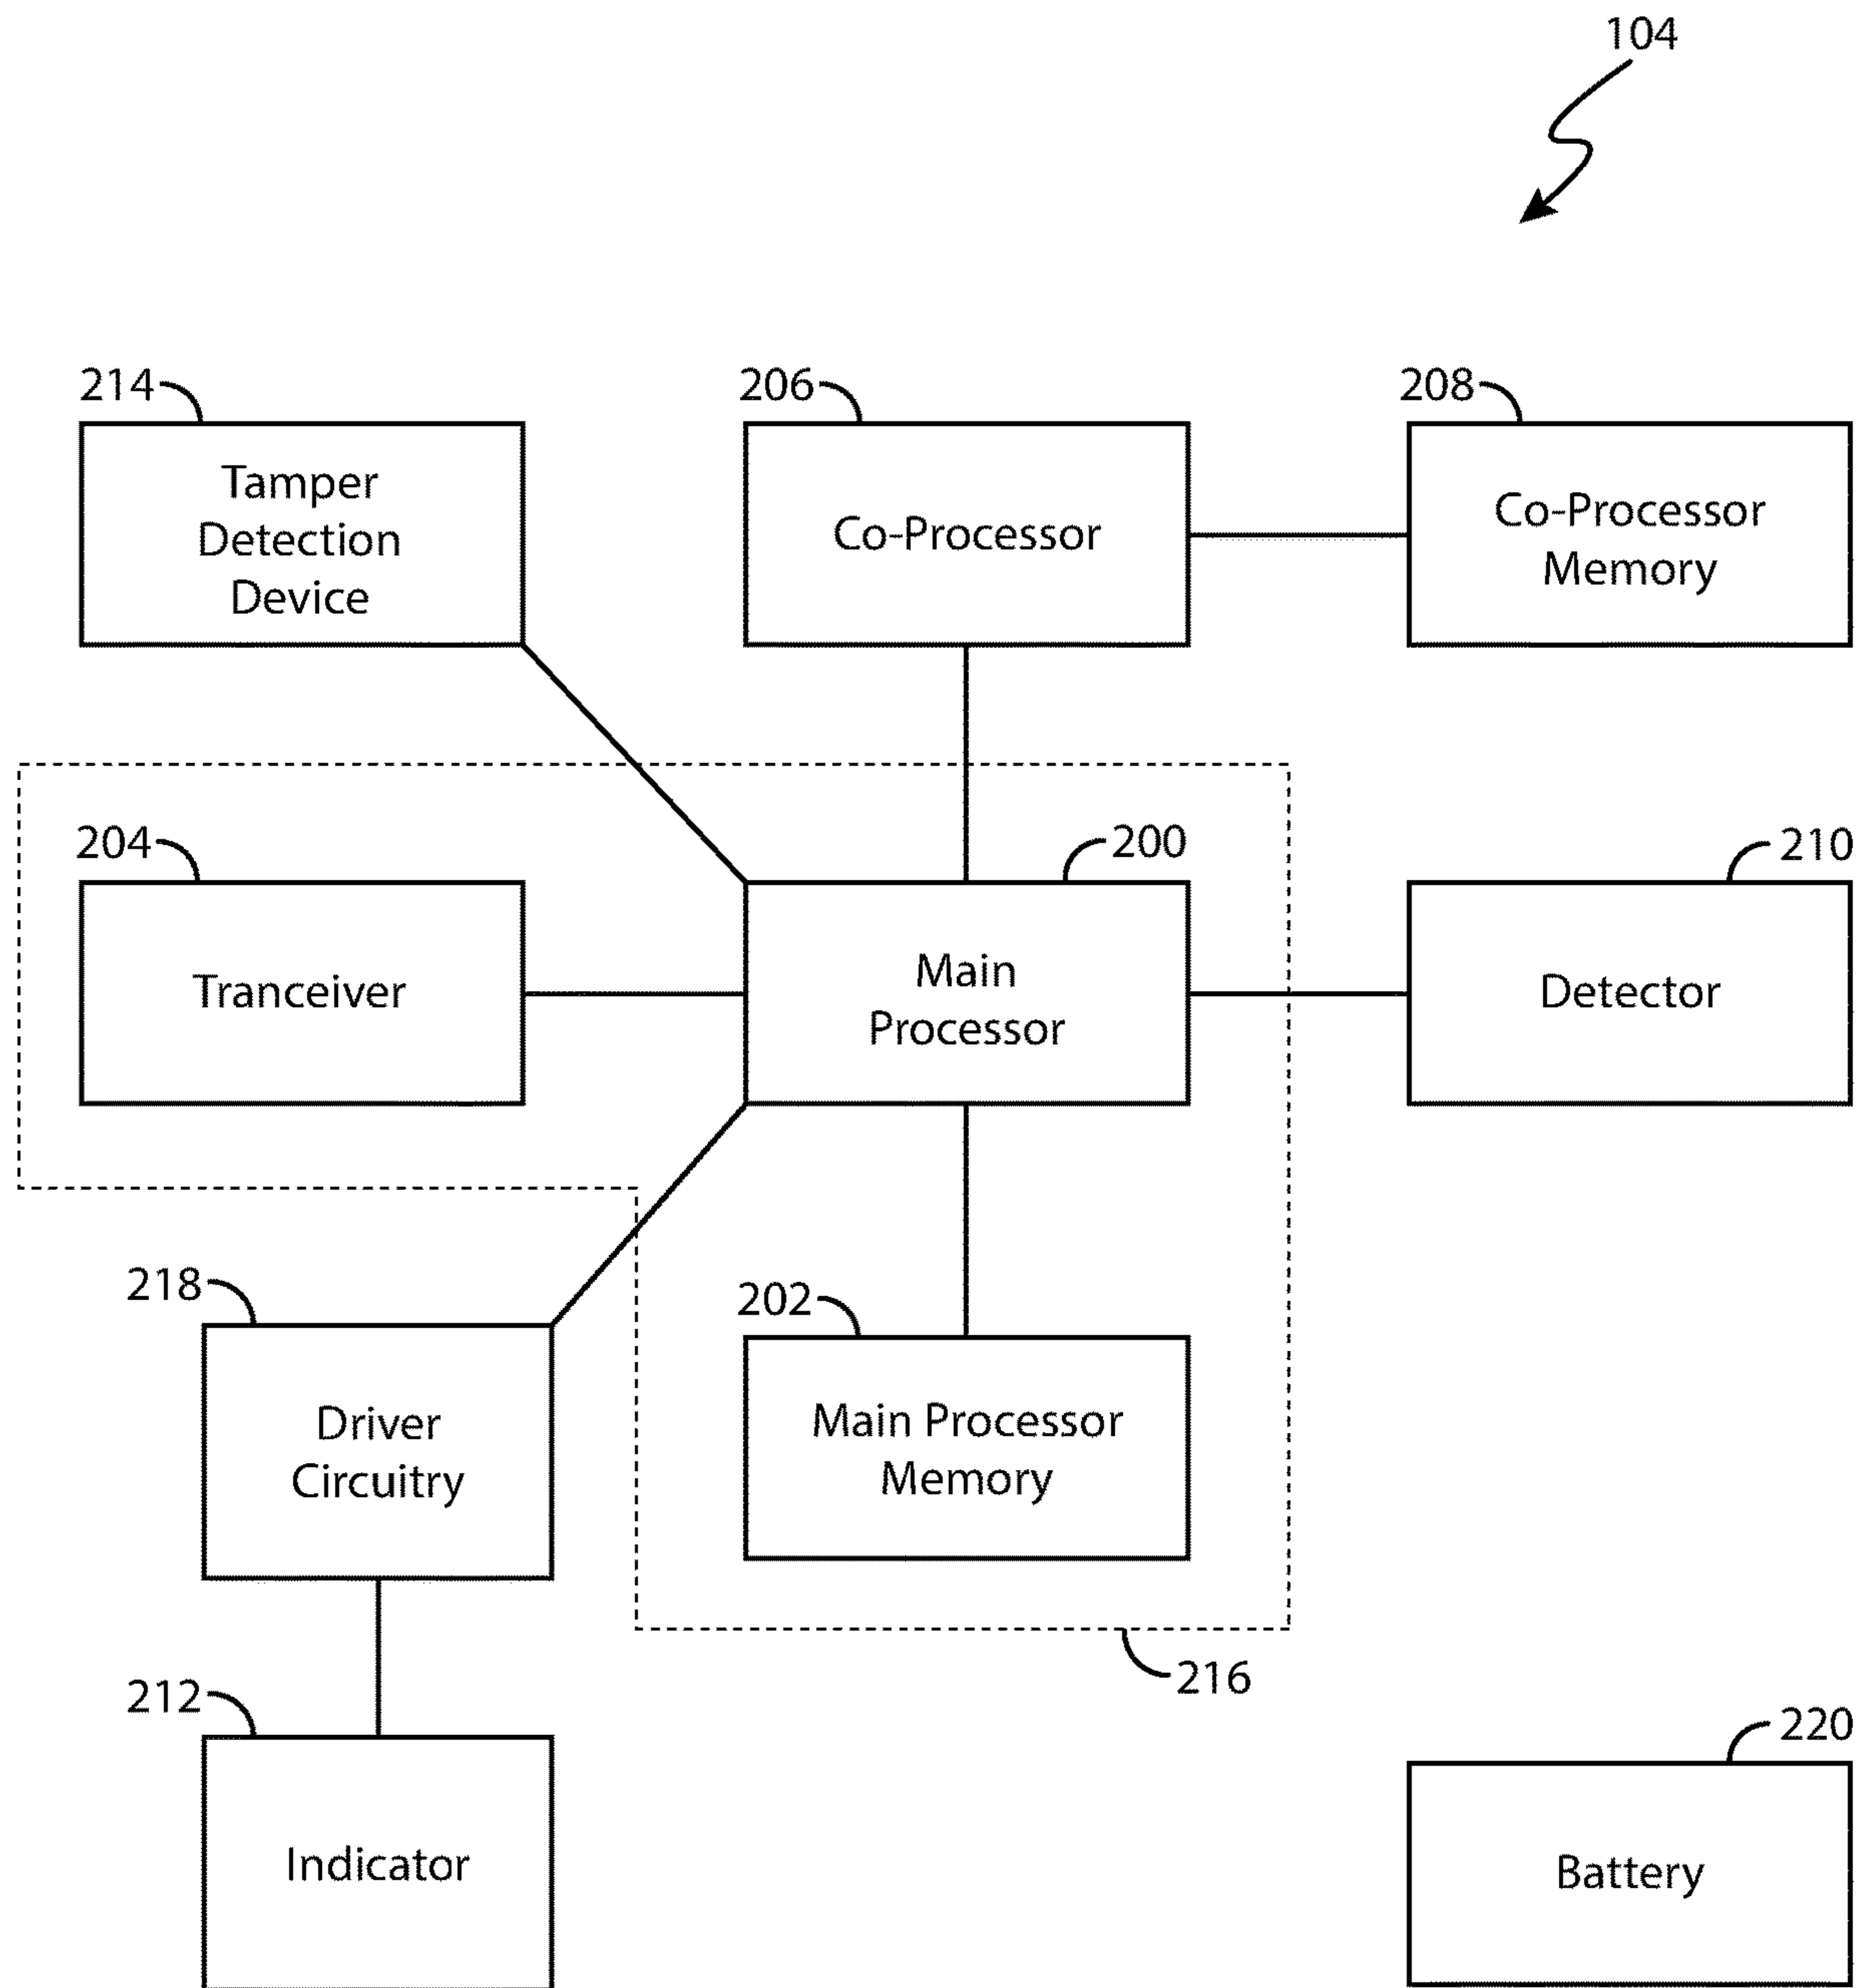 104
214
206
208
Tamper
Detection
Device
Co-Processor
Co-Processor
Memory
204
200
210
Tranceiver
Main
Processor
Detector
218
202
Driver
Circuitry
Main Processor
Memory
216
212
220
Indicator
Battery